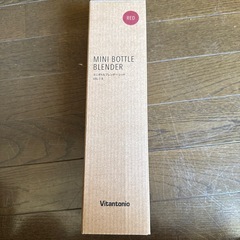 RED
MINI BOTTLE
BLENDER
Vitantonio